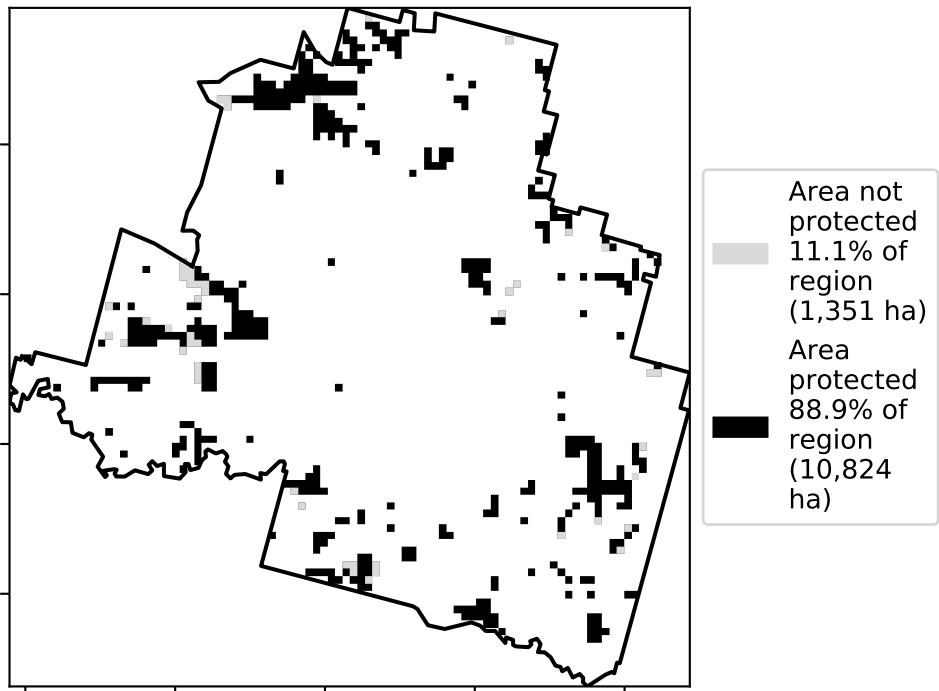 Area not
protected
11.1% of
region
(1,351 ha)
Area
protected
88.9% of
region
(10,824
ha)